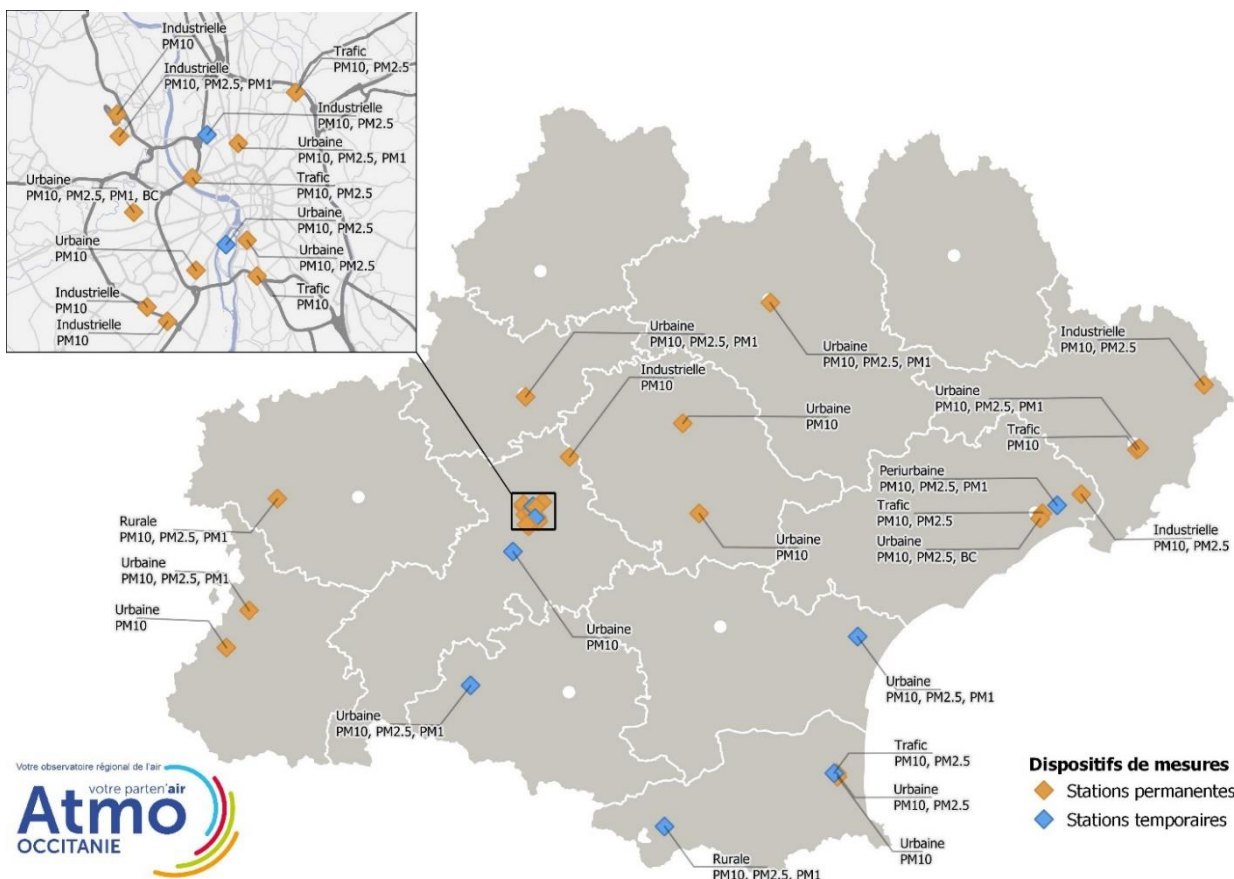 Industrielle
PM10
Industrielle
PM10, PM2.5, PM1
Trafic
PM10, PM2.5
Industrielle
PM10, PM2.5
Urbaine
PM10, PM2.5, PM1
Urbaine
PM10, PM2.5, PM1, BC
Trafic
PM10, PM2.5
Urbaine
PM10, PM2.5
Urbaine
PM10
Urbaine
PM10, PM2.5
Industrielle
PM10
Trafic
PM10
Industrielle
PM10
Urbaine
PM10, PM2.5, PM1
Urbaine
PM10, PM2.5, PM1
Industrielle
PM10, PM2.5
Industrielle
PM10
Urbaine
PM10, PM2.5, PM1
Urbaine
PM10
Trafic
PM10
Periurbaine
PM10, PM2.5, PM1
Trafic
PM10, PM2.5
Urbaine
PM10, PM2.5, BC
Industrielle
PM10, PM2.5
Rurale
PM10, PM2.5, PM1
Urbaine
PM10
Urbaine
PM10, PM2.5, PM1
Urbaine
PM10
Urbaine
PM10
Urbaine
PM10, PM2.5, PM1
Urbaine
PM10, PM2.5, PM1
Trafic
PM10, PM2.5
Urbaine
PM10, PM2.5
Urbaine
PM10
Rurale
PM10, PM2.5, PM1
Dispositifs de mesures
Stations permanentes
Stations temporaires
Votre observatoire régional de l'air
votre parten'air
Atmo
OCCITANIE